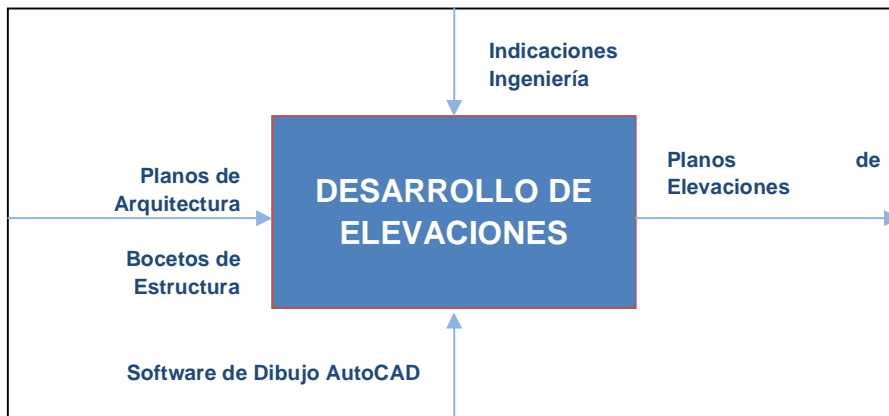 Indicaciones
Ingeniería
Planos de
Arquitectura
Bocetos de
Estructura
DESARROLLO DE
ELEVACIONES
Planos de
Elevaciones
Software de Dibujo AutoCAD